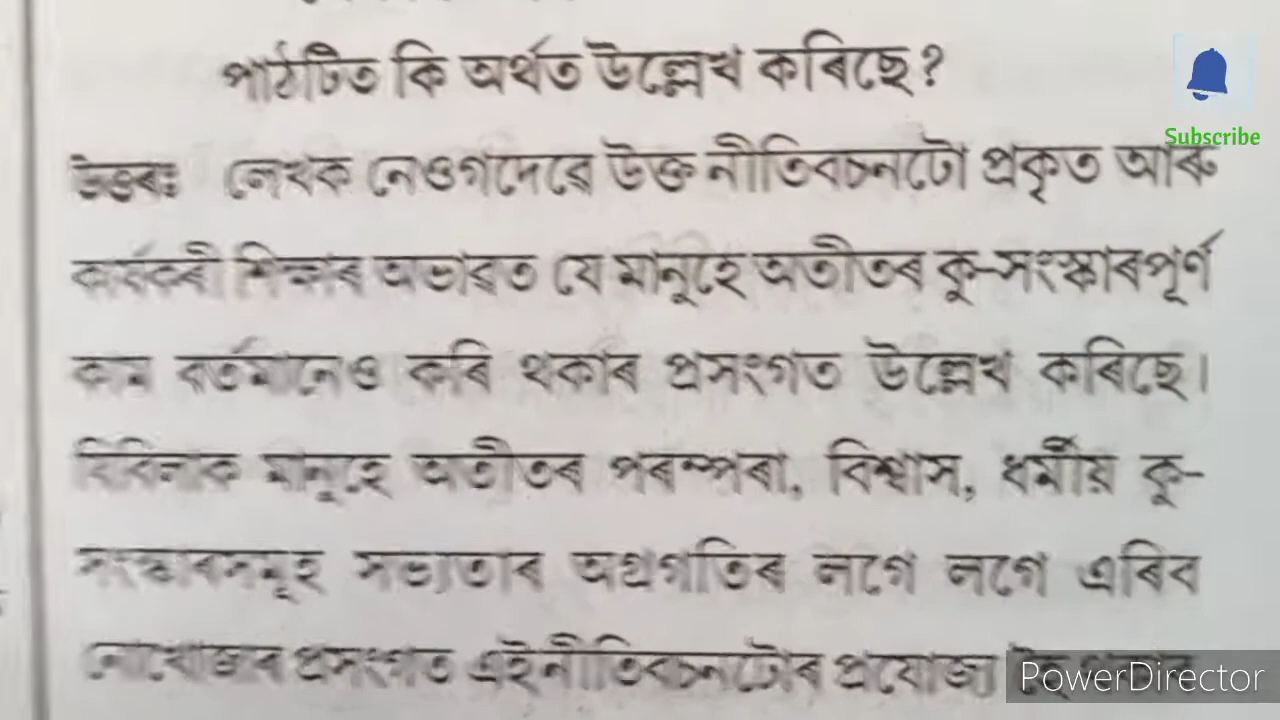 পাঠটিত কি অৰ্থত উল্লেখ কৰিছে?
Subscribe
উত্তৰঃ লেখক নেওগদেৱে উক্ত নীতিবচনটো প্ৰকৃত আৰু
কাৰ্যকৰী শিক্ষাৰ অভাৱত যে মানুহে অতীতৰ কু-সংস্কাৰপূৰ্ণ
কাম বৰ্তমানেও কৰি থকাৰ প্ৰসংগত উল্লেখ কৰিছে।
মানুহে অতীতৰ পৰম্পৰা, বিশ্বাস, ধৰ্মীয় কু-
সংস্কাৰসমূহ সভ্যতাৰ অগ্ৰগতিৰ লগে লগে এৰিব
নোখোজাৰ প্ৰসংগত এইনীতিবচনটোৰ প্ৰযোজ্য
PowerDirector